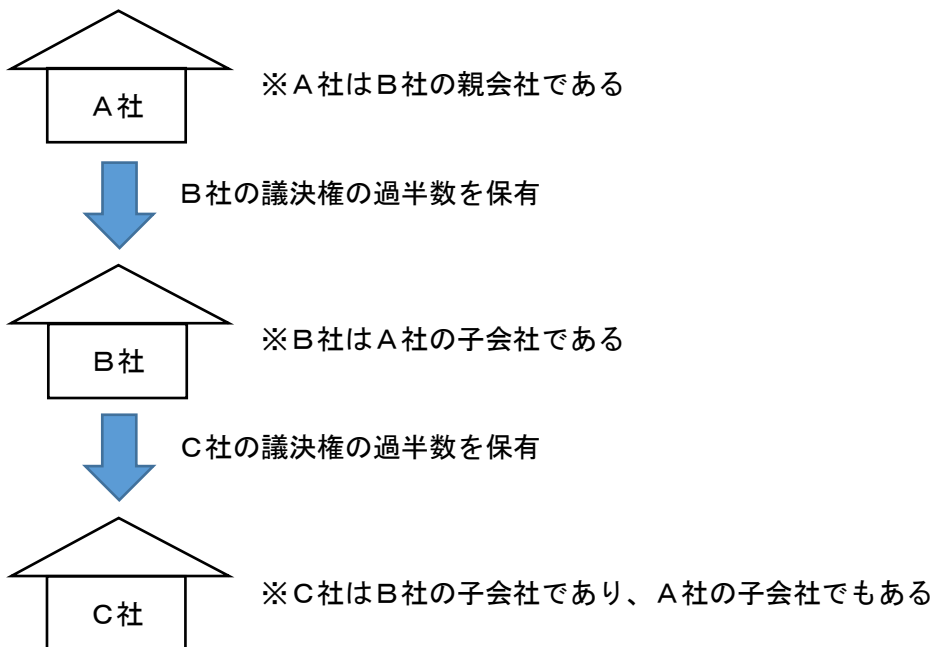 A社
※A社はB社の親会社である
B社の議決権の過半数を保有
※B社はA社の子会社である
B社
C社の議決権の過半数を保有
※C社はB社の子会社であり、A社の子会社でもある
C社